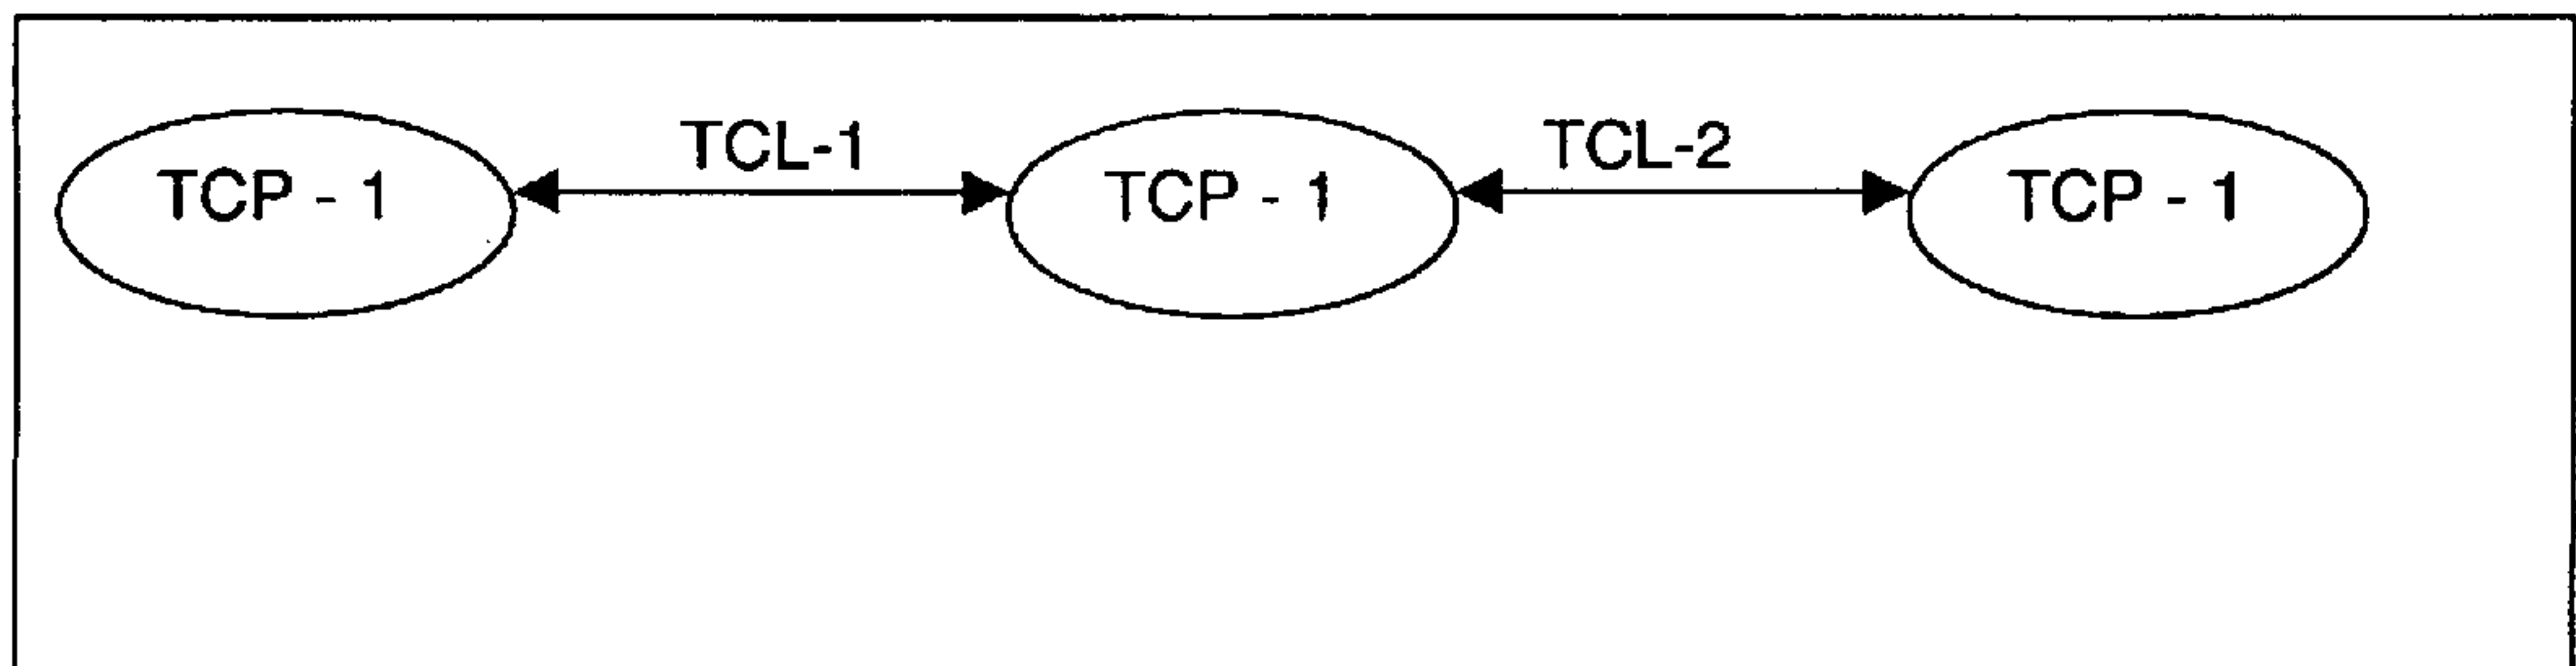 TCL-1 TCL-2
TCP - 1 TCP - 1 TCP - 1